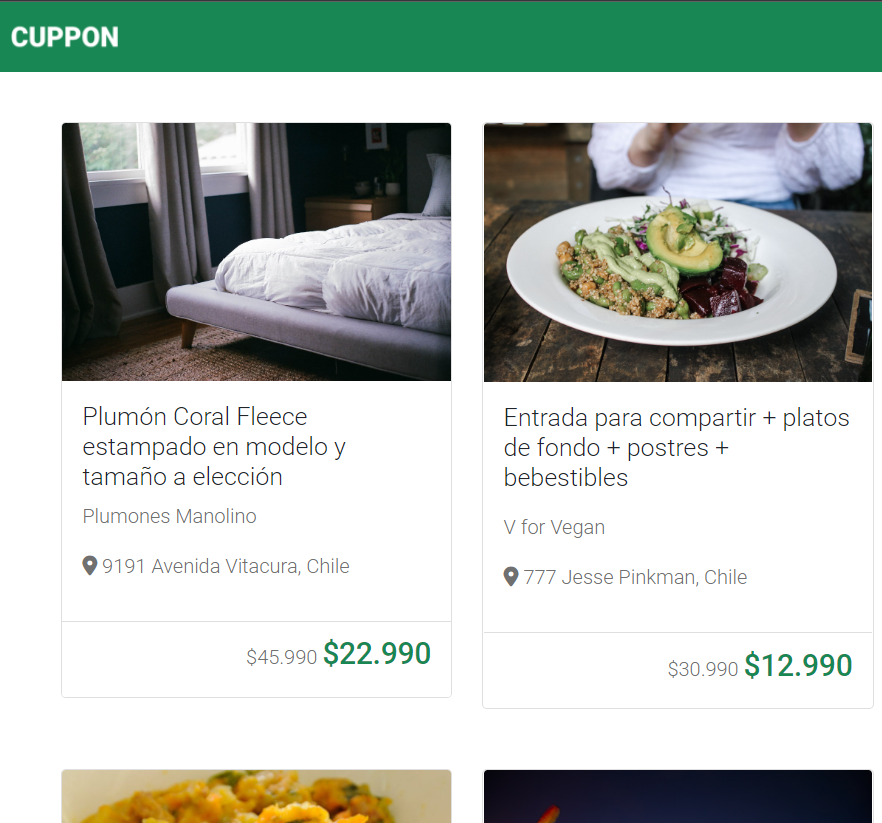 CUPPON
Plumón Coral Fleece
estampado en modelo y
tamaño a elección
Plumones Manolino
9191 Avenida Vitacura, Chile
$45.990 $22.990
Entrada para compartir + platos
de fondo + postres +
bebestibles
V for Vegan
777 Jesse Pinkman, Chile
$30.990 $12.990